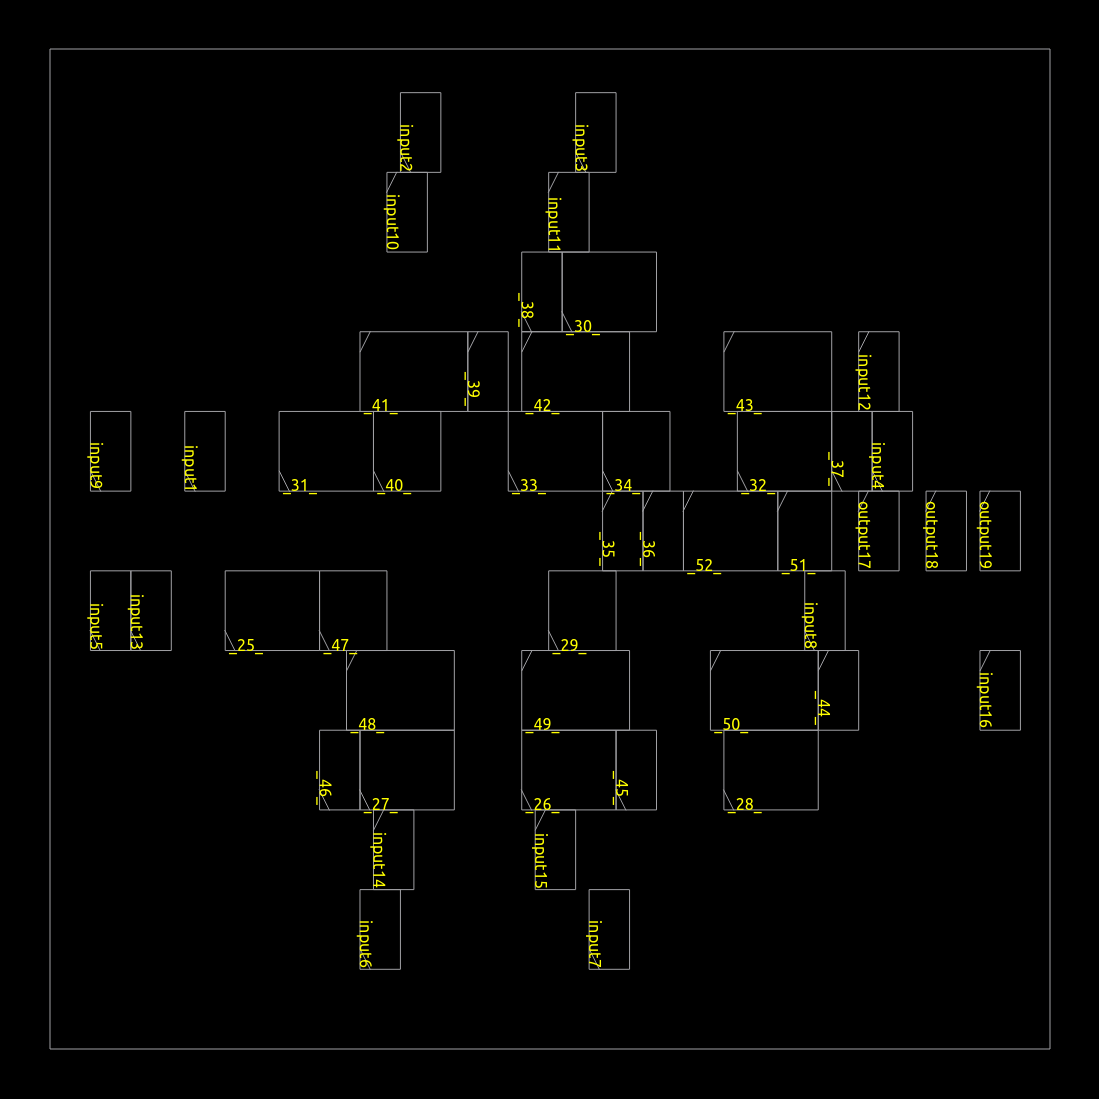 input2
input3
input10
input11
_38_
_30_
_41_
_39_
_42_
_43_
input12
input9
input1
_31_
_40_
_33_
_34_
_32_
_37_
input4
_35_
_36_
_52_
_51_
output17
output18
output19
input5
input13
_25_
_47_
_29_
input8
_48_
_49_
_50_
_44_
input16
_46_
_27_
_26_
_45_
_28_
input14
input15
input6
input7